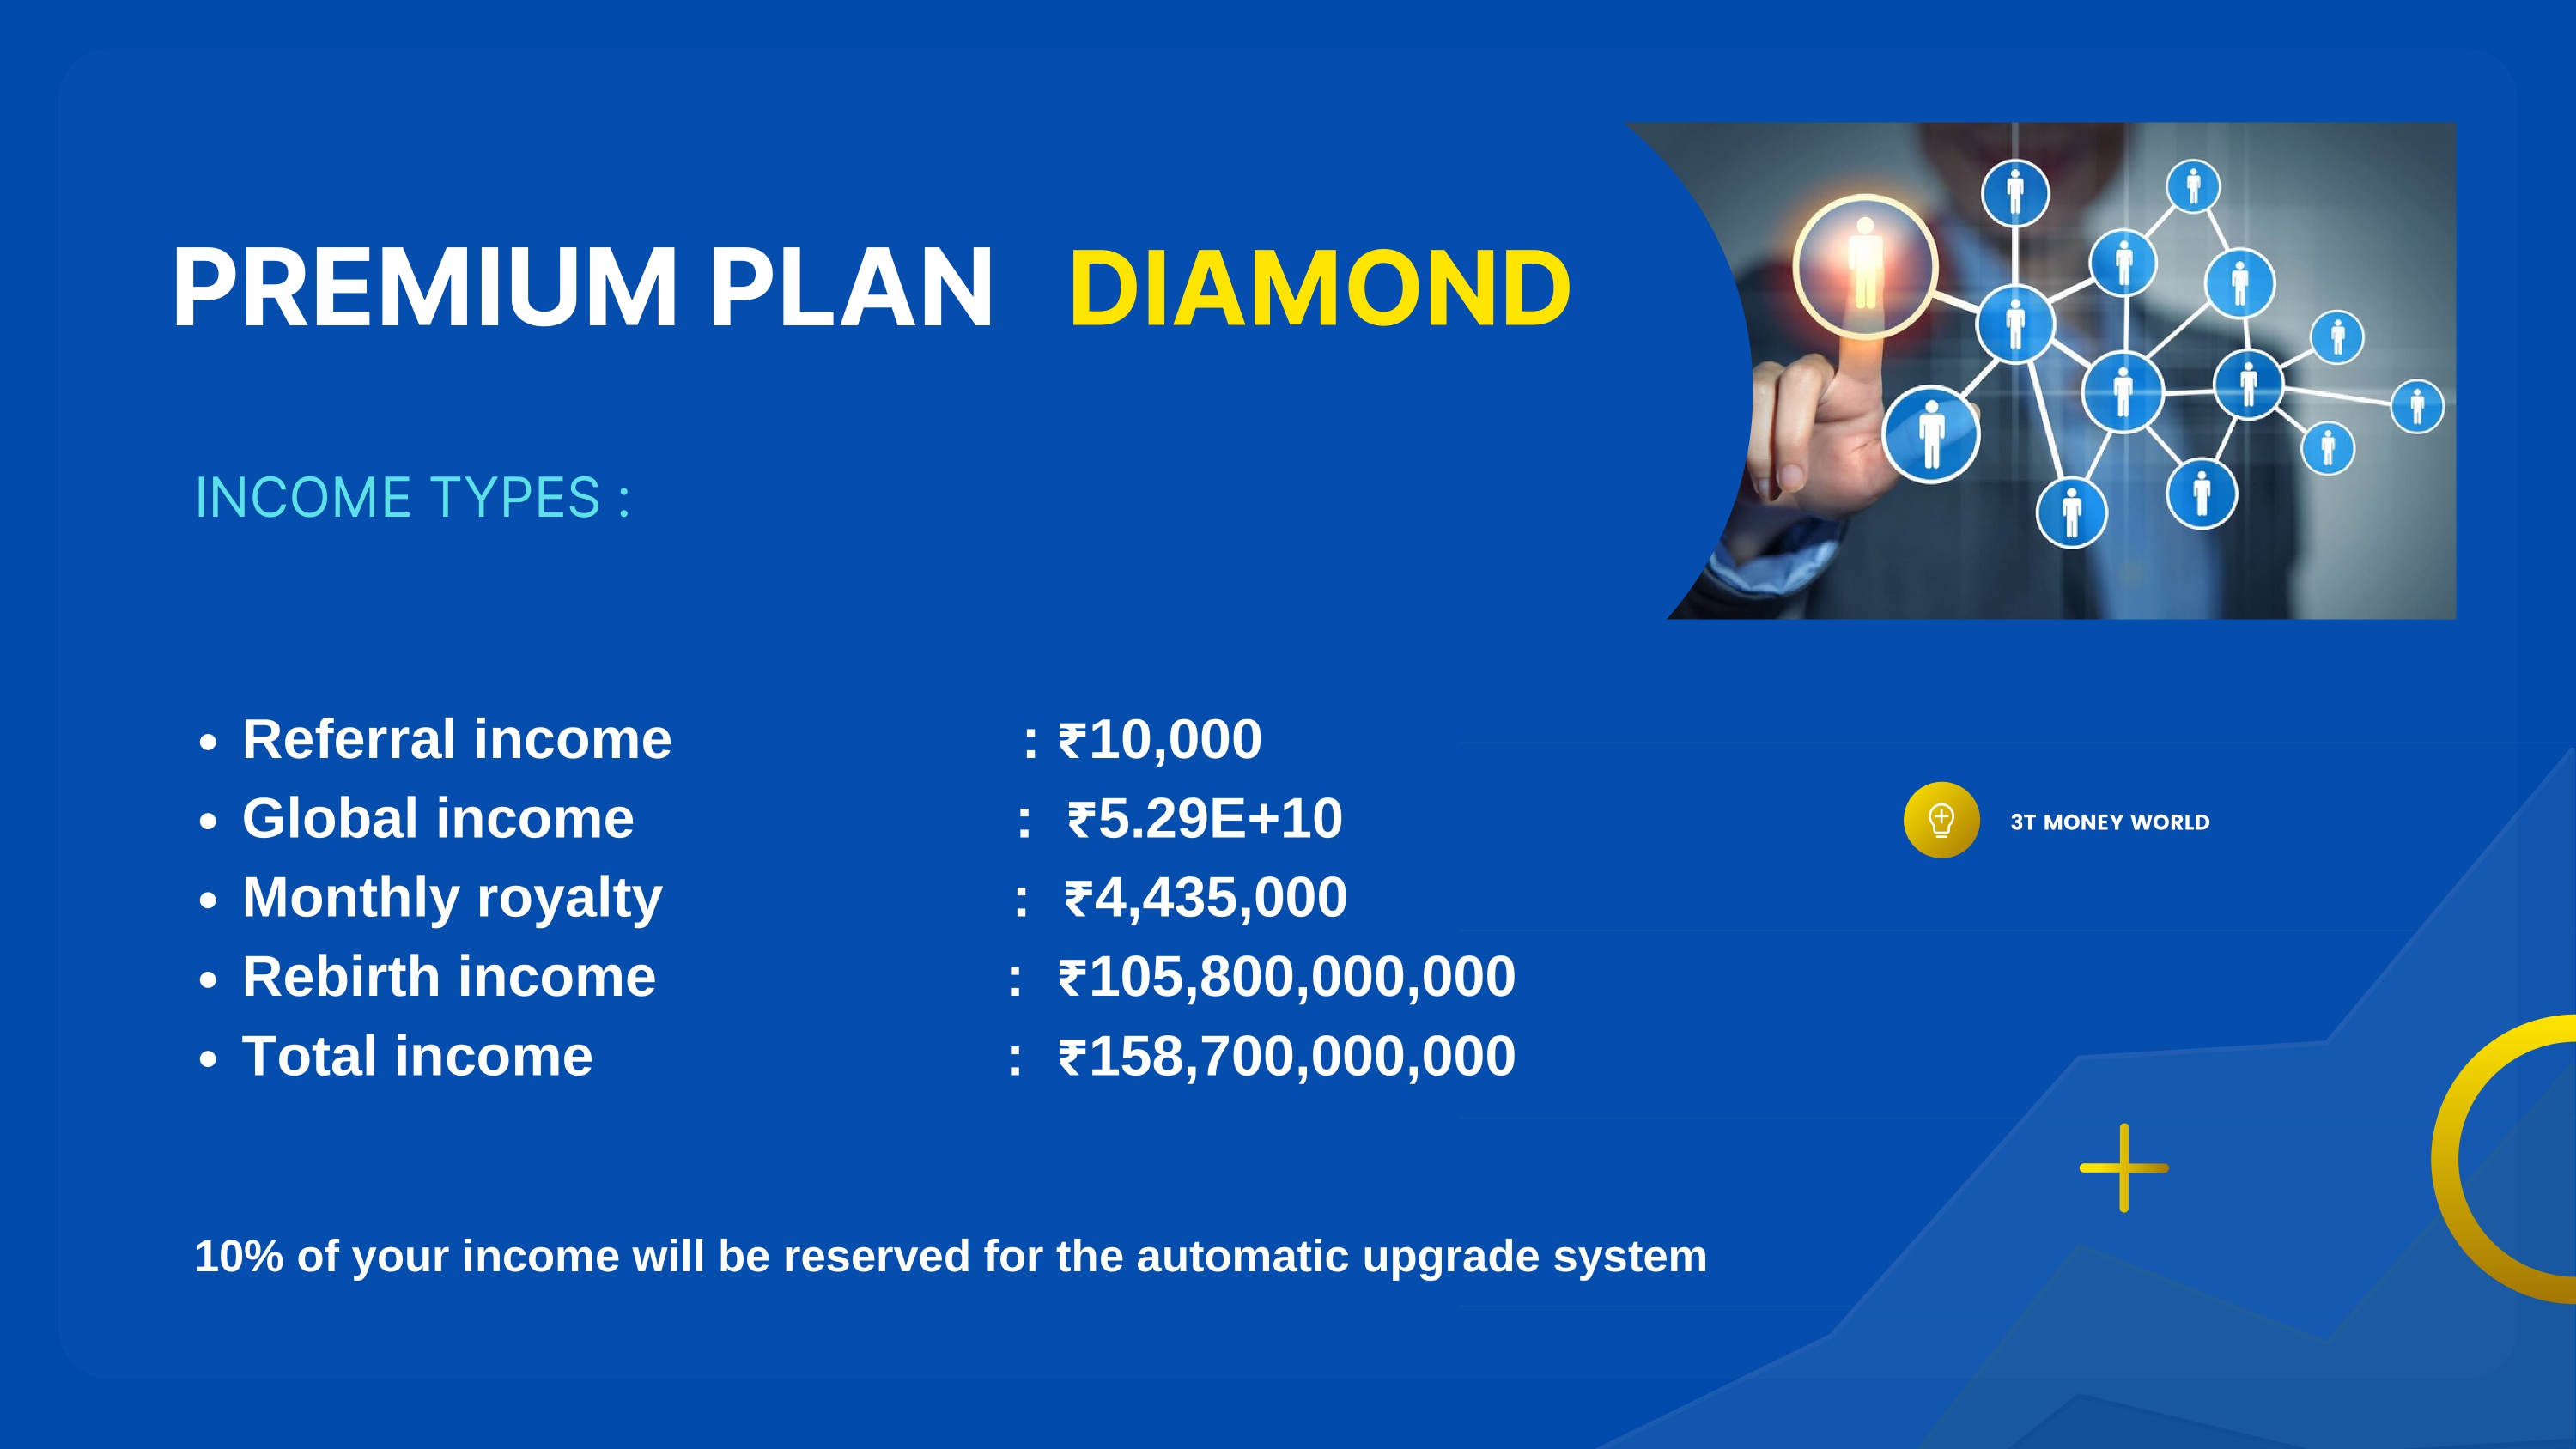 PREMIUM PLAN DIAMOND
INCOME TYPES :
• Referral income : ₹10,000
• Global income : ₹5.29E+10
• Monthly royalty : ₹4,435,000
• Rebirth income : ₹105,800,000,000
• Total income : ₹158,700,000,000
3T MONEY WORLD
10% of your income will be reserved for the automatic upgrade system